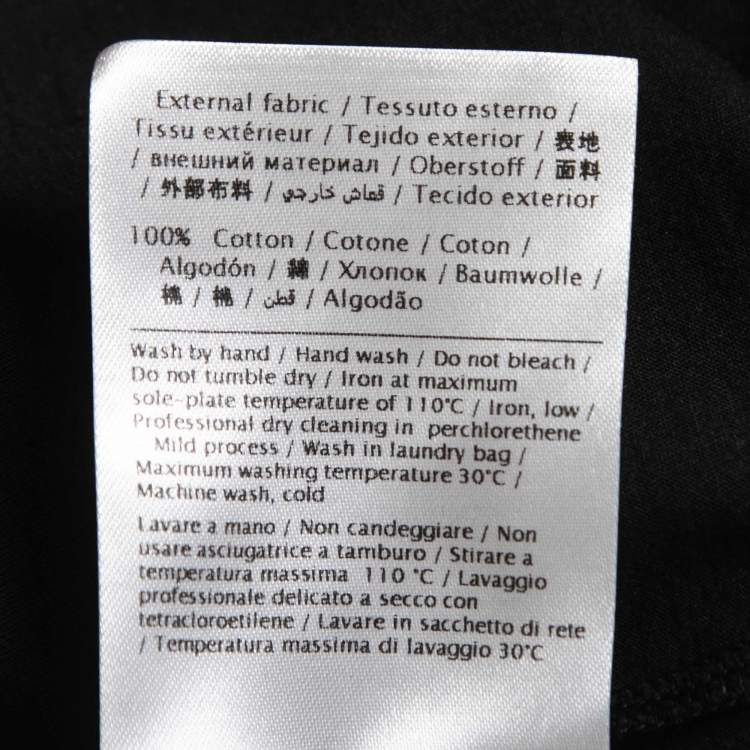 External fabric / Tessuto esterno /
Tissu extérieur / Tejido exterior / 表地
/ внешний материал / Oberstoff / 面料
/ 外部布料 / قماش خارجي / Tecido exterior
100% Cotton / Cotone / Coton /
Algodón / 綿 / Хлопок / Baumwolle /
棉 / 棉 / قطن / Algodão
Wash by hand / Hand wash / Do not bleach /
Do not tumble dry / Iron at maximum
sole-plate temperature of 110°C / Iron, low /
Professional dry cleaning in perchlorethene
Mild process / Wash in laundry bag /
Maximum washing temperature 30°C /
Machine wash, cold
Lavare a mano / Non candeggiare / Non
usare asciugatrice a tamburo / Stirare a
temperatura massima 110 °C / Lavaggio
professionale delicato a secco con
tetracloroetilene / Lavare in sacchetto di rete
/ Temperatura massima di lavaggio 30°C